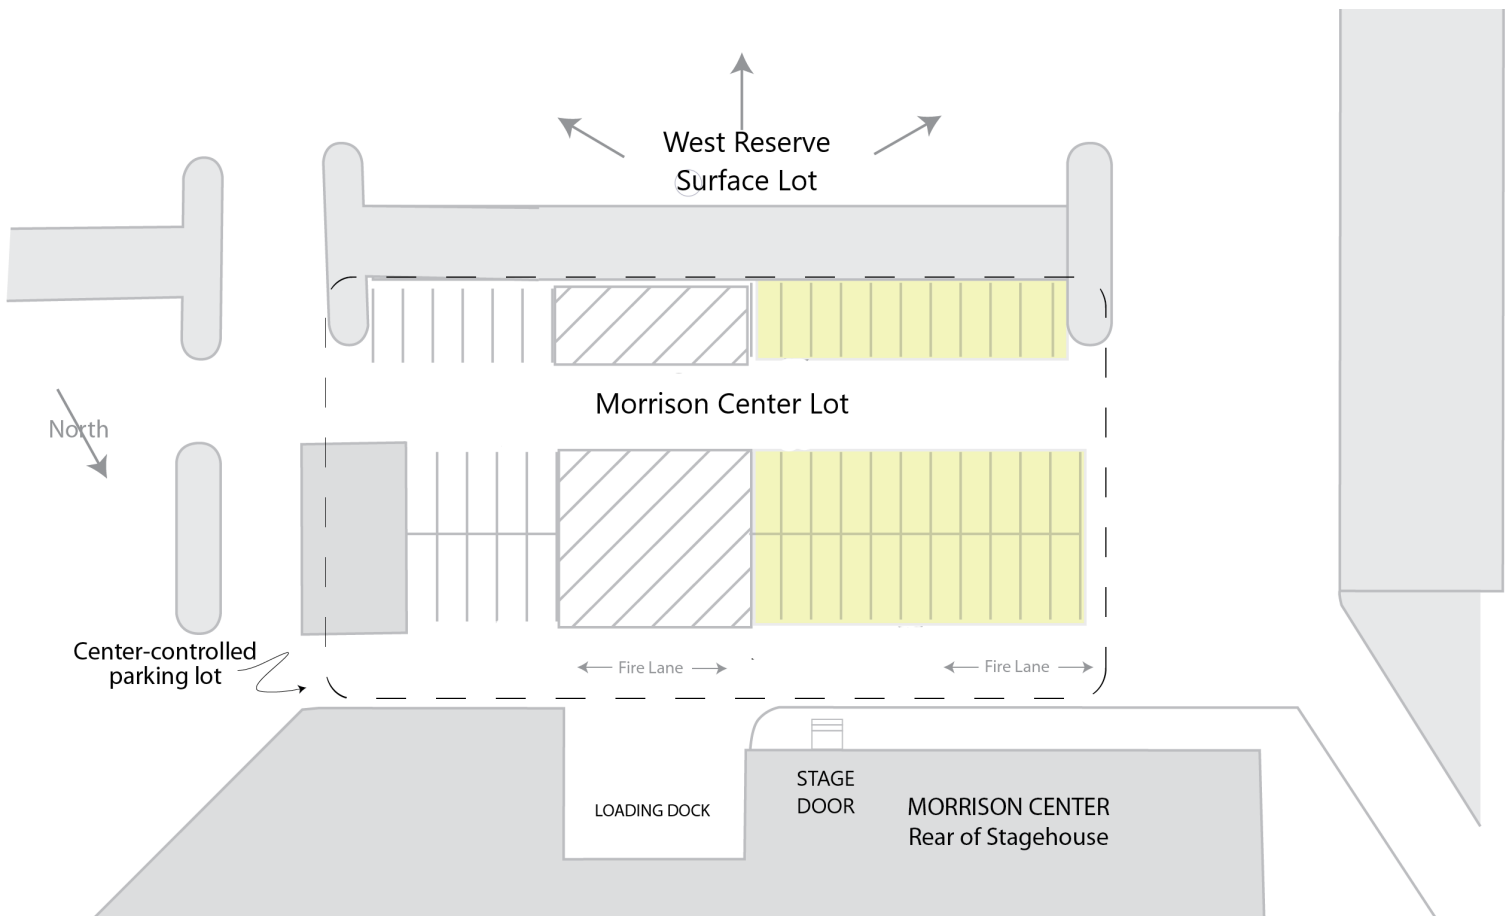 West Reserve
Surface Lot
Morrison Center Lot
North
Center-controlled
parking lot
Fire Lane
Fire Lane
STAGE
DOOR
LOADING DOCK
MORRISON CENTER
Rear of Stagehouse